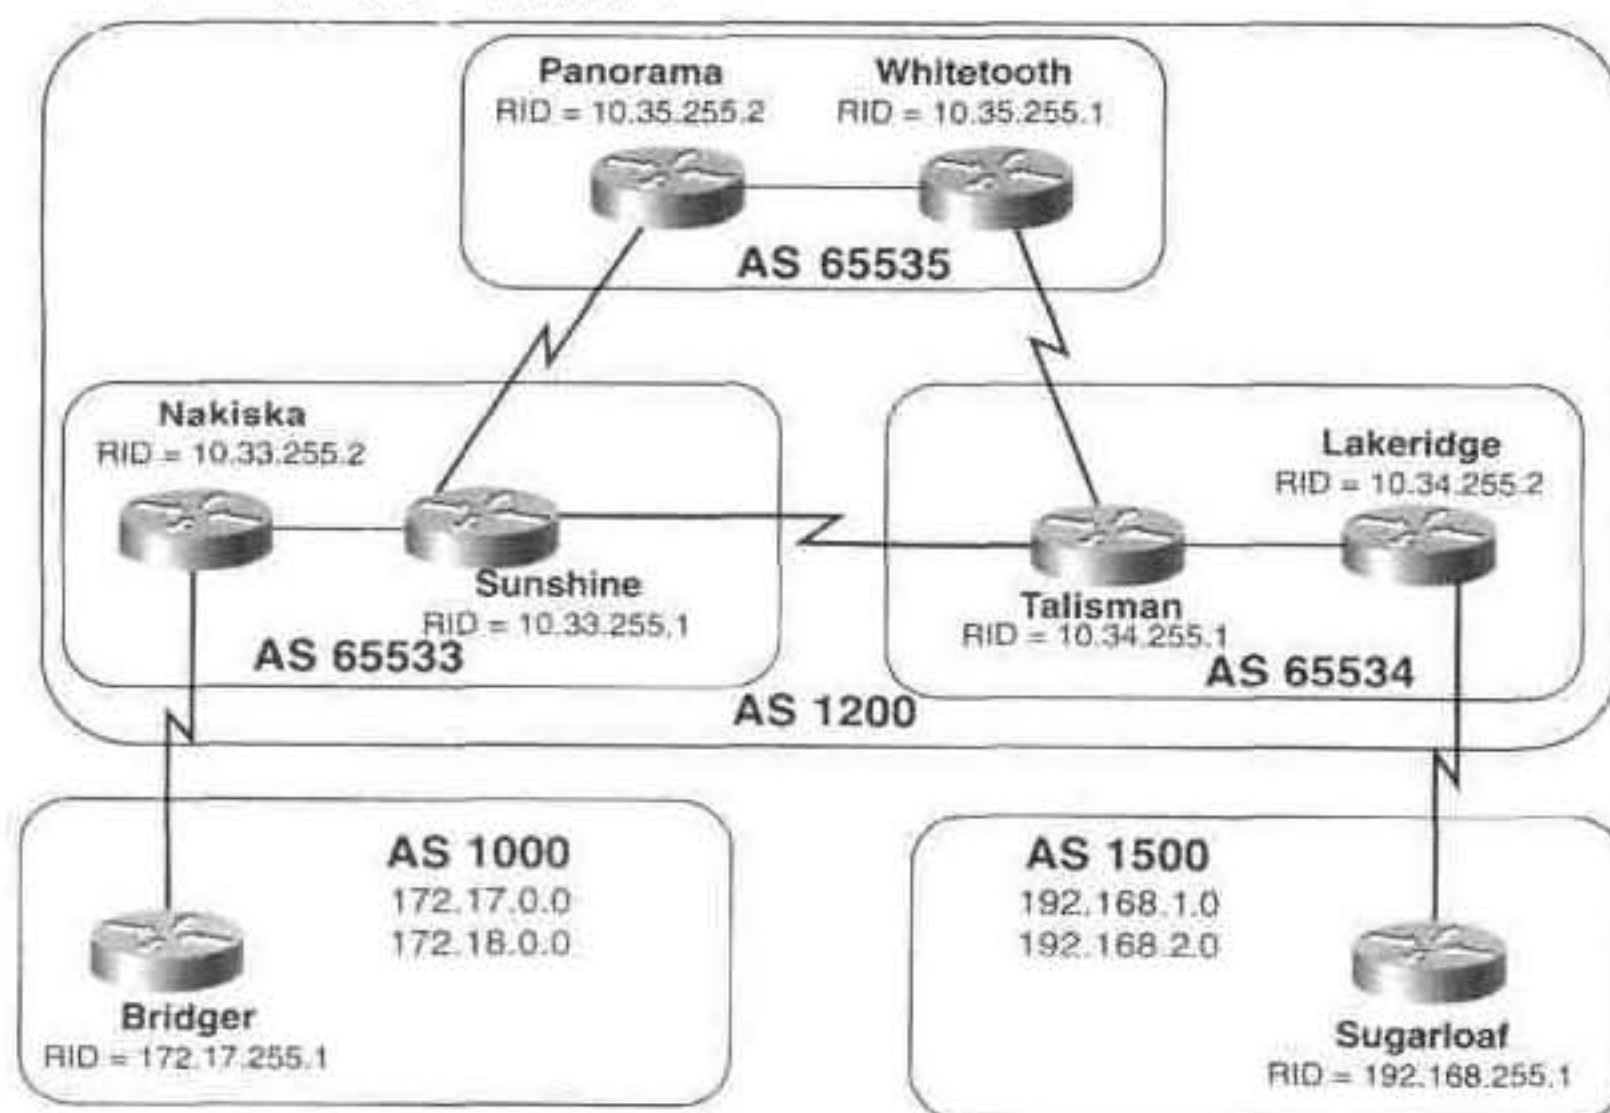 Panorama
RID = 10.35.255.2
Whitetooth
RID = 10.35.255.1
AS 65535
Nakiska
RID = 10.33.255.2
Sunshine
RID = 10.33.255.1
AS 65533
Lakeridge
RID = 10.34.255.2
Talisman
RID = 10.34.255.1
AS 65534
AS 1200
AS 1000
172.17.0.0
172.18.0.0
Bridger
RID = 172.17.255.1
AS 1500
192.168.1.0
192.168.2.0
Sugarloaf
RID = 192.168.255.1